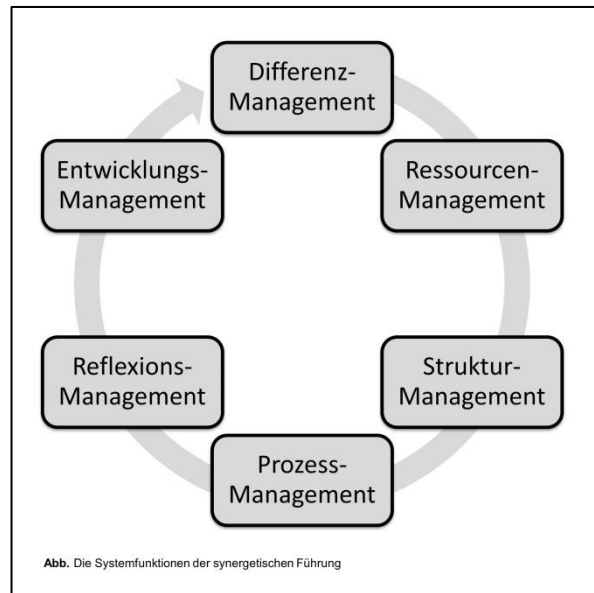 Differenz-
Management
Ressourcen-
Management
Struktur-
Management
Prozess-
Management
Reflexions-
Management
Entwicklungs-
Management
Abb. Die Systemfunktionen der synergetischen Führung